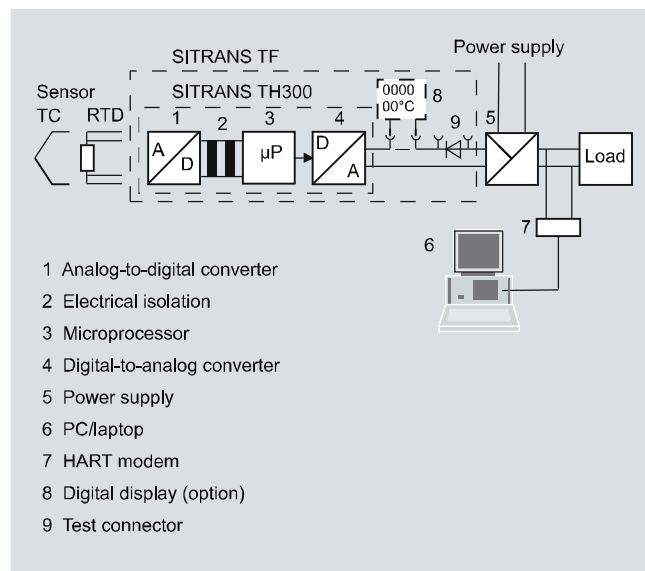 Power supply
SITRANS TF
Sensor
SITRANS TH300
0000
00°C
8
TC
RTD
1
2
3
4
9
5
A
D
µP
D
A
Load
7
6
1 Analog-to-digital converter
2 Electrical isolation
3 Microprocessor
4 Digital-to-analog converter
5 Power supply
6 PC/laptop
7 HART modem
8 Digital display (option)
9 Test connector